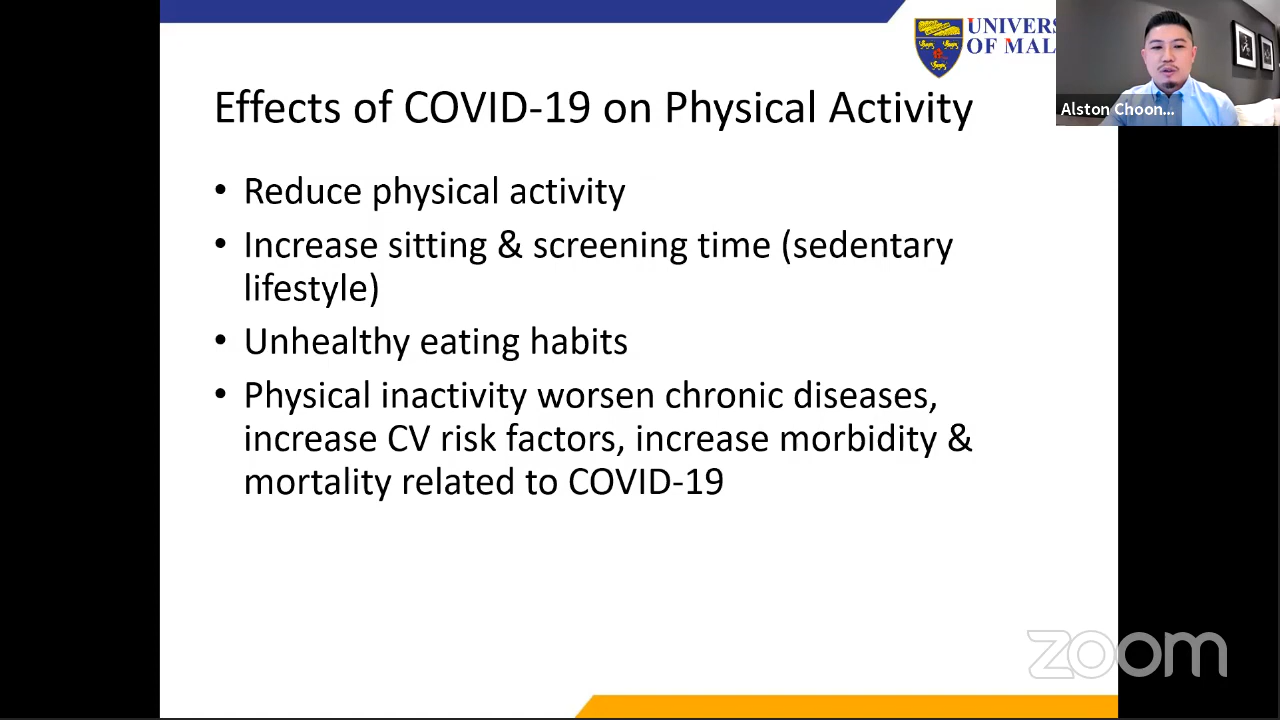 UNIVERS
OF MAL
Alston Choon...
Effects of COVID-19 on Physical Activity
• Reduce physical activity
• Increase sitting & screening time (sedentary
lifestyle)
• Unhealthy eating habits
• Physical inactivity worsen chronic diseases,
increase CV risk factors, increase morbidity &
mortality related to COVID-19
zoom